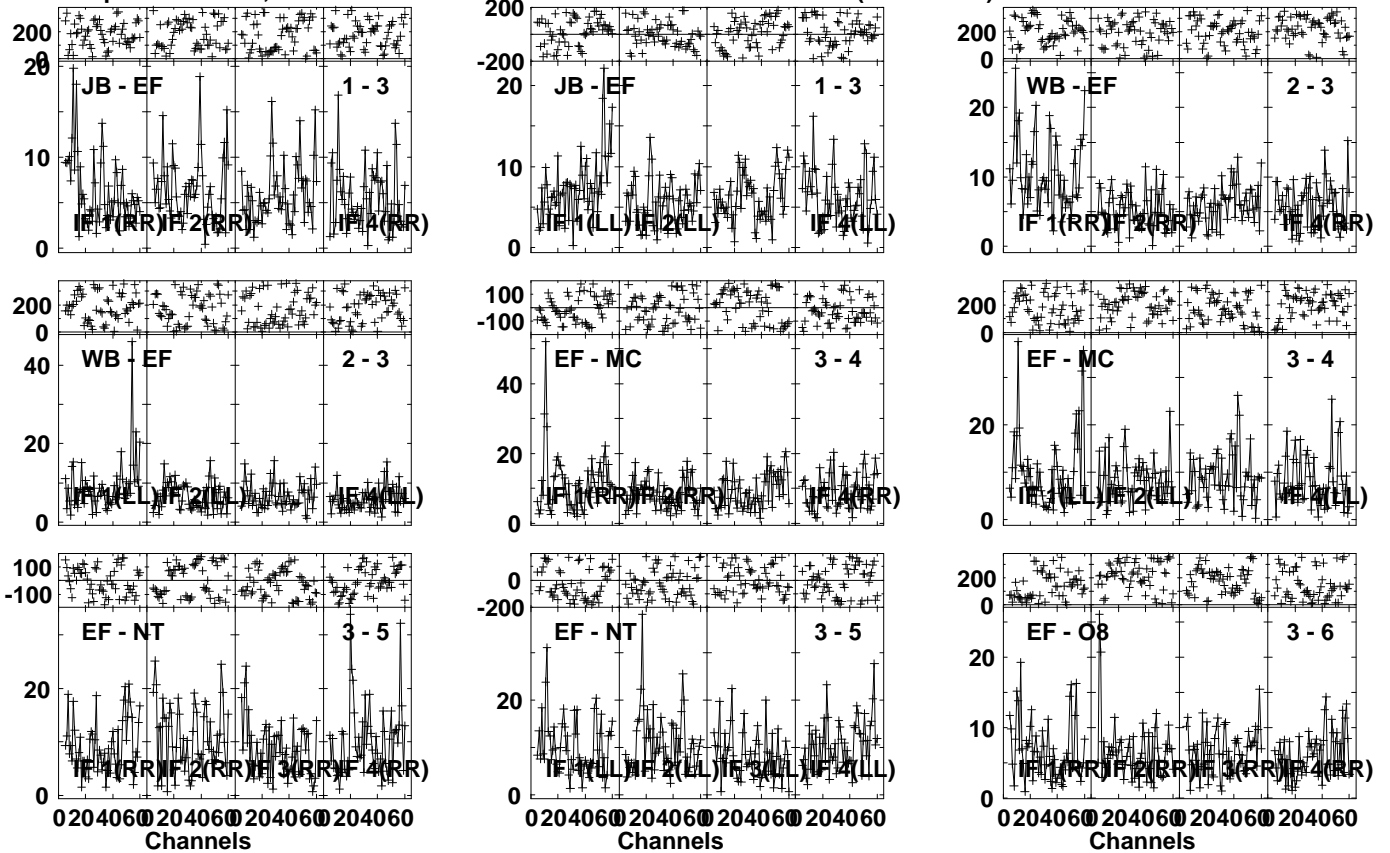 200
0
20
10
0
JB - EF 1 - 3
IF 1(RR) IF 2(RR) IF 4(RR)
200
-200
20
10
0
JB - EF 1 - 3
IF 1(LL) IF 2(LL) IF 4(LL)
200
0
20
10
0
WB - EF 2 - 3
IF 1(RR) IF 2(RR) IF 4(RR)
200
0
40
20
0
WB - EF 2 - 3
IF 1(LL) IF 2(LL) IF 4(LL)
100
-100
40
20
0
EF - MC 3 - 4
IF 1(RR) IF 2(RR) IF 4(RR)
200
0
20
0
EF - MC 3 - 4
IF 1(LL) IF 2(LL) IF 4(LL)
100
-100
20
0
EF - NT 3 - 5
IF 1(RR) IF 2(RR) IF 3(RR) IF 4(RR)
0 20 40 60 0 20 40 60 0 20 40 60 0 20 40 60
Channels
0
-200
20
10
0
EF - NT 3 - 5
IF 1(LL) IF 2(LL) IF 3(LL) IF 4(LL)
0 20 40 60 0 20 40 60 0 20 40 60 0 20 40 60
Channels
200
0
20
10
0
EF - O8 3 - 6
IF 1(RR) IF 2(RR) IF 3(RR) IF 4(RR)
0 20 40 60 0 20 40 60 0 20 40 60 0 20 40 60
Channels